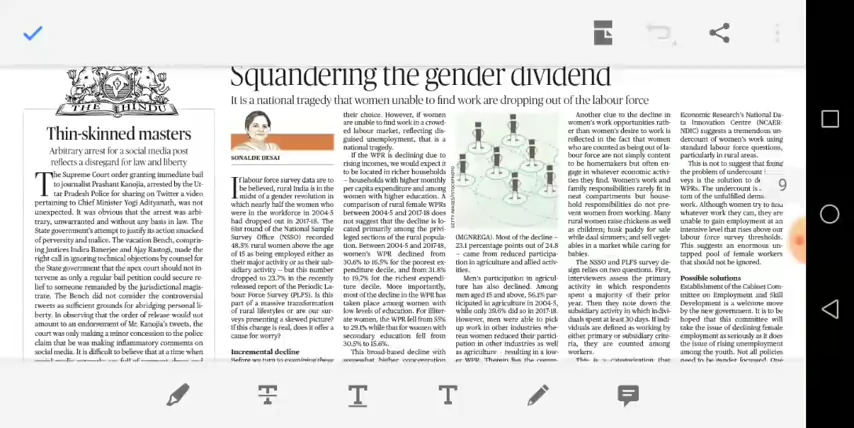 THE HINDU
Thin-skinned masters
Arbitrary arrest for a social media post
reflects a disregard for law and liberty
The Supreme Court order granting immediate bail
to journalist Prashant Kanojia, arrested by the Ut-
tar Pradesh Police for sharing on Twitter a video
pertaining to Chief Minister Yogi Adityanath, was not
unexpected. It was obvious that the arrest was arbi-
trary, unwarranted and without any basis in law. The
State government's attempt to justify its action smacked
of perversity and malice. The vacation Bench, compris-
ing Justices Indira Banerjee and Ajay Rastogi, made the
right call in ignoring technical objections by counsel for
the State government that the apex court should not in-
tervene as only a regular bail petition could secure re-
lief to someone remanded by the jurisdictional magis-
trate. The Bench did not consider the controversial
tweets as sufficient grounds for abridging personal li-
berty. In observing that the order of release would not
amount to an endorsement of Mr. Kanojia's tweets, the
court was only making a minor concession to the police
claim that he was making inflammatory comments on
social media. It is difficult to believe that at a time when
Squandering the gender dividend
It is a national tragedy that women unable to find work are dropping out of the labour force
SONALDE DESAI
If labour force survey data are to
be believed, rural India is in the
midst of a gender revolution in
which nearly half the women who
were in the workforce in 2004-5
had dropped out in 2017-18. The
61st round of the National Sample
Survey Office (NSSO) recorded
48.5% rural women above the age
of 15 as being employed either as
their major activity or as their sub-
sidiary activity – but this number
dropped to 23.7% in the recently
released report of the Periodic La-
bour Force Survey (PLFS). Is this
part of a massive transformation
of rural lifestyles or are our sur-
veys presenting a skewed picture?
If this change is real, does it offer a
cause for worry?
Incremental decline
Before we turn to examining these
their choice. However, if women
are unable to find work in a crowd-
ed labour market, reflecting dis-
guised unemployment, that is a
national tragedy.
If the WPR is declining due to
rising incomes, we would expect it
to be located in richer households
– households with higher monthly
per capita expenditure and among
women with higher education. A
comparison of rural female WPRs
between 2004-5 and 2017-18 does
not suggest that the decline is lo-
cated primarily among the privi-
leged sections of the rural popula-
tion. Between 2004-5 and 2017-18,
women's WPR declined from
30.6% to 16.5% for the poorest ex-
penditure decile, and from 31.8%
to 19.7% for the richest expendi-
ture decile. More importantly,
most of the decline in the WPR has
taken place among women with
low levels of education. For illiter-
ate women, the WPR fell from 55%
to 29.1% while that for women with
secondary education fell from
30.5% to 15.6%.
This broad-based decline with
somewhat higher concentration
GETTY IMAGES/ISTOCKPHOTO
(MGNREGA). Most of the decline –
23.1 percentage points out of 24.8
– came from reduced participa-
tion in agriculture and allied activi-
ties.
Men's participation in agricul-
ture has also declined. Among
men aged 15 and above, 56.1% par-
ticipated in agriculture in 2004-5,
while only 39.6% did so in 2017-18.
However, men were able to pick
up work in other industries whe-
reas women reduced their partici-
pation in other industries as well
as agriculture – resulting in a low-
er WPR.
Another clue to the decline in
women's work opportunities rath-
er than women's desire to work is
reflected in the fact that women
who are counted as being out of la-
bour force are not simply content
to be homemakers but often en-
gage in whatever economic activi-
ties they find. Women's work and
family responsibilities rarely fit in
neat compartments but house-
hold responsibilities do not pre-
vent women from working. Many
rural women raise chickens as well
as children; husk paddy for sale
while daal simmers; and sell veget-
ables in a market while caring for
babies.
The NSSO and PLFS survey de-
sign relies on two questions. First,
interviewers assess the primary
activity in which respondents
spent a majority of their prior
year. Then they note down the
subsidiary activity in which indivi-
duals spent at least 30 days. If indi-
viduals are defined as working by
either primary or subsidiary crite-
ria, they are counted among
workers.
This is a categorisation that
Economic Research's National Da-
ta Innovation Centre (NCAER-
NDIC) suggests a tremendous un-
dercount of women's work using
standard labour force questions,
particularly in rural areas.
This is not to suggest that fixing
the problem of undercount
veys is the solution to de
WPRs. The undercount is
tom of the unfulfilled dema
work. Although women try to find
whatever work they can, they are
unable to gain employment at an
intensive level that rises above our
labour force survey thresholds.
This suggests an enormous un-
tapped pool of female workers
that should not be ignored.
Possible solutions
Establishment of the Cabinet Com-
mittee on Employment and Skill
Development is a welcome move
by the new government. It is to be
hoped that this committee will
take the issue of declining female
employment as seriously as it does
the issue of rising unemployment
among the youth. Not all policies
need to be gender focused. One
9
T
T
T